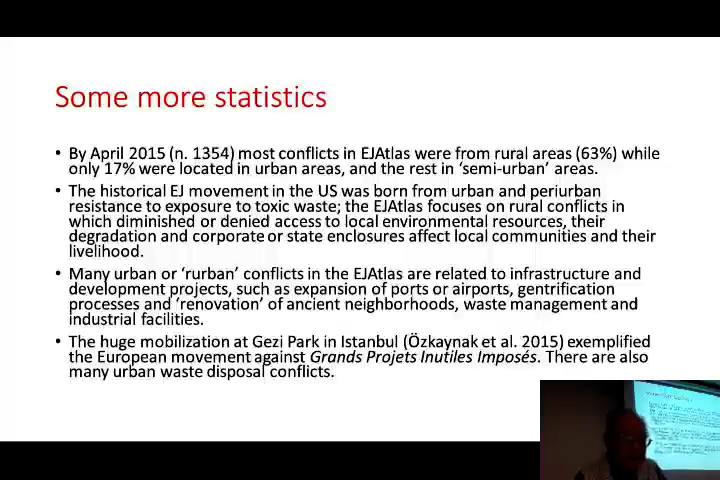 Some more statistics
• By April 2015 (n. 1354) most conflicts in EJAtlas were from rural areas (63%) while
only 17% were located in urban areas, and the rest in ‘semi-urban’ areas.
• The historical EJ movement in the US was born from urban and periurban
resistance to exposure to toxic waste; the EJAtlas focuses on rural conflicts in
which diminished or denied access to local environmental resources, their
degradation and corporate or state enclosures affect local communities and their
livelihood.
• Many urban or ‘rurban’ conflicts in the EJAtlas are related to infrastructure and
development projects, such as expansion of ports or airports, gentrification
processes and ‘renovation’ of ancient neighborhoods, waste management and
industrial facilities.
• The huge mobilization at Gezi Park in Istanbul (Özkaynak et al. 2015) exemplified
the European movement against Grands Projets Inutiles Imposés. There are also
many urban waste disposal conflicts.